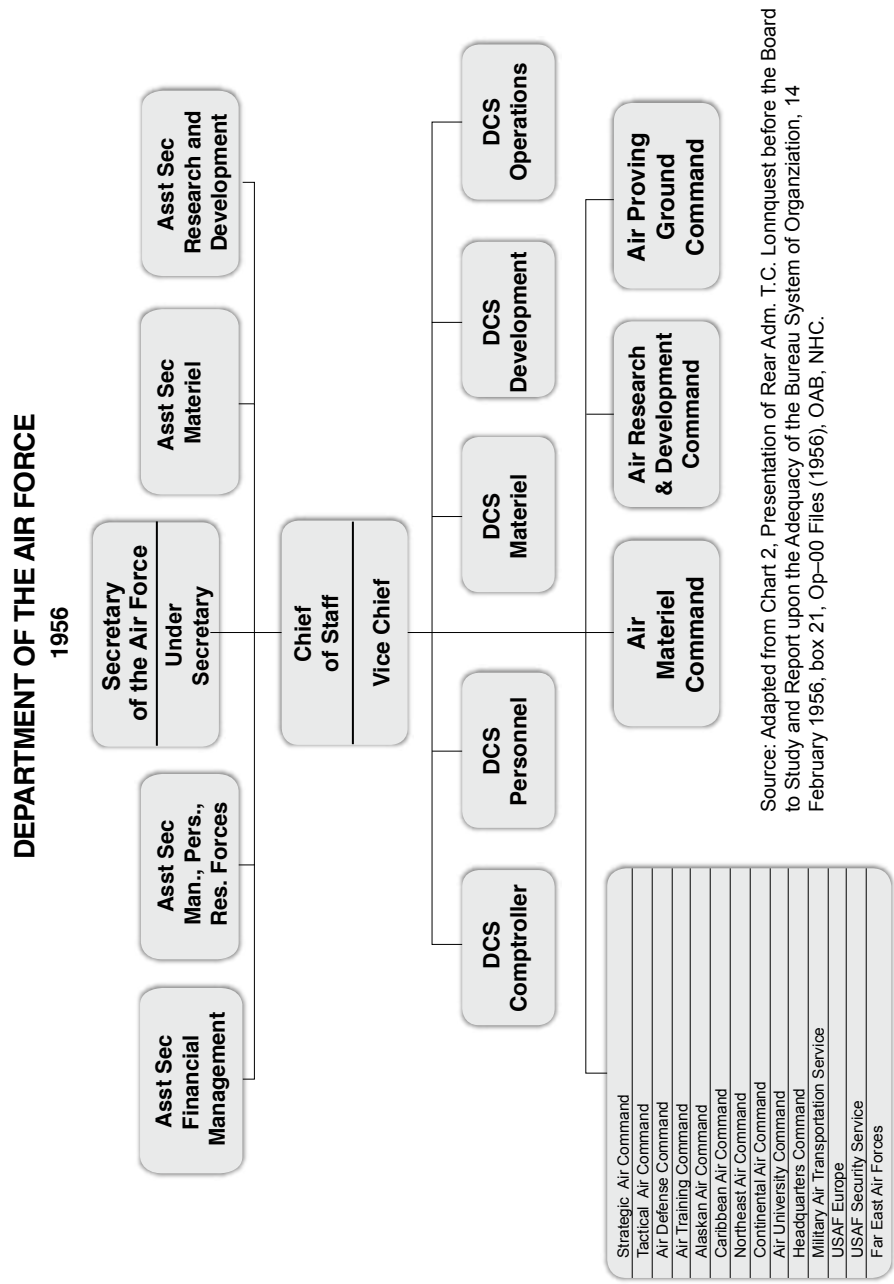 DEPARTMENT OF THE AIR FORCE
1956
Secretary
of the Air Force
Under
Secretary
Asst Sec
Financial
Management
Asst Sec
Man., Pers.,
Res. Forces
Asst Sec
Materiel
Asst Sec
Research and
Development
Chief
of Staff
Vice Chief
DCS
Comptroller
DCS
Personnel
DCS
Materiel
DCS
Development
DCS
Operations
Strategic Air Command
Tactical Air Command
Air Defense Command
Air Training Command
Alaskan Air Command
Caribbean Air Command
Northeast Air Command
Continental Air Command
Air University Command
Headquarters Command
Military Air Transportation Service
USAF Europe
USAF Security Service
Far East Air Forces
Air
Materiel
Command
Air Research
& Development
Command
Air Proving
Ground
Command
Source: Adapted from Chart 2, Presentation of Rear Adm. T.C. Lonnquest before the Board
to Study and Report upon the Adequacy of the Bureau System of Organziation, 14
February 1956, box 21, Op–00 Files (1956), OAB, NHC.